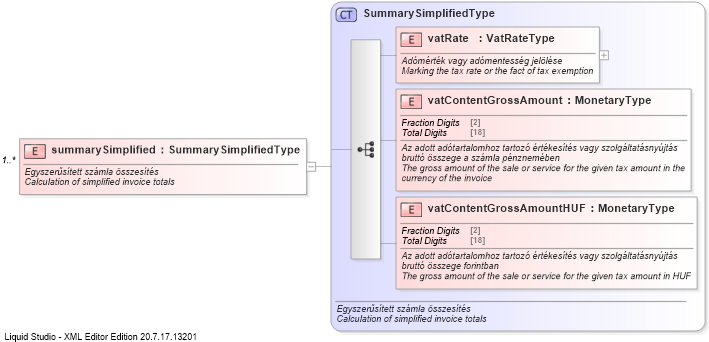 CT SummarySimplifiedType
E vatRate : VatRateType
Adómérték vagy adómentesség jelölése
Marking the tax rate or the fact of tax exemption
E vatContentGrossAmount : MonetaryType
Fraction Digits [2]
Total Digits [18]
Az adott adótartalomhoz tartozó értékesítés vagy szolgáltatásnyújtás
bruttó összege a számla pénznemében
The gross amount of the sale or service for the given tax amount in the
currency of the invoice
1..*
E summarySimplified : SummarySimplifiedType
Egyszerűsített számla összesítés
Calculation of simplified invoice totals
E vatContentGrossAmountHUF : MonetaryType
Fraction Digits [2]
Total Digits [18]
Az adott adótartalomhoz tartozó értékesítés vagy szolgáltatásnyújtás
bruttó összege forintban
The gross amount of the sale or service for the given tax amount in HUF
Egyszerűsített számla összesítés
Calculation of simplified invoice totals
Liquid Studio - XML Editor Edition 20.7.17.13201